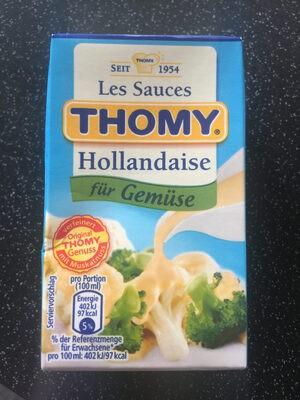 THOMY
SEIT 1954
Les Sauces
THOMY®
Hollandaise
für Gemüse
verfeinert
Original
THOMY
Genuss
mit Muskatnuss
Serviervorschlag
pro Portion
(100 ml)
Energie
402 kJ
97 kcal
5%
% der Referenzmenge
für Erwachsene*
pro 100 ml: 402 kJ/97 kcal